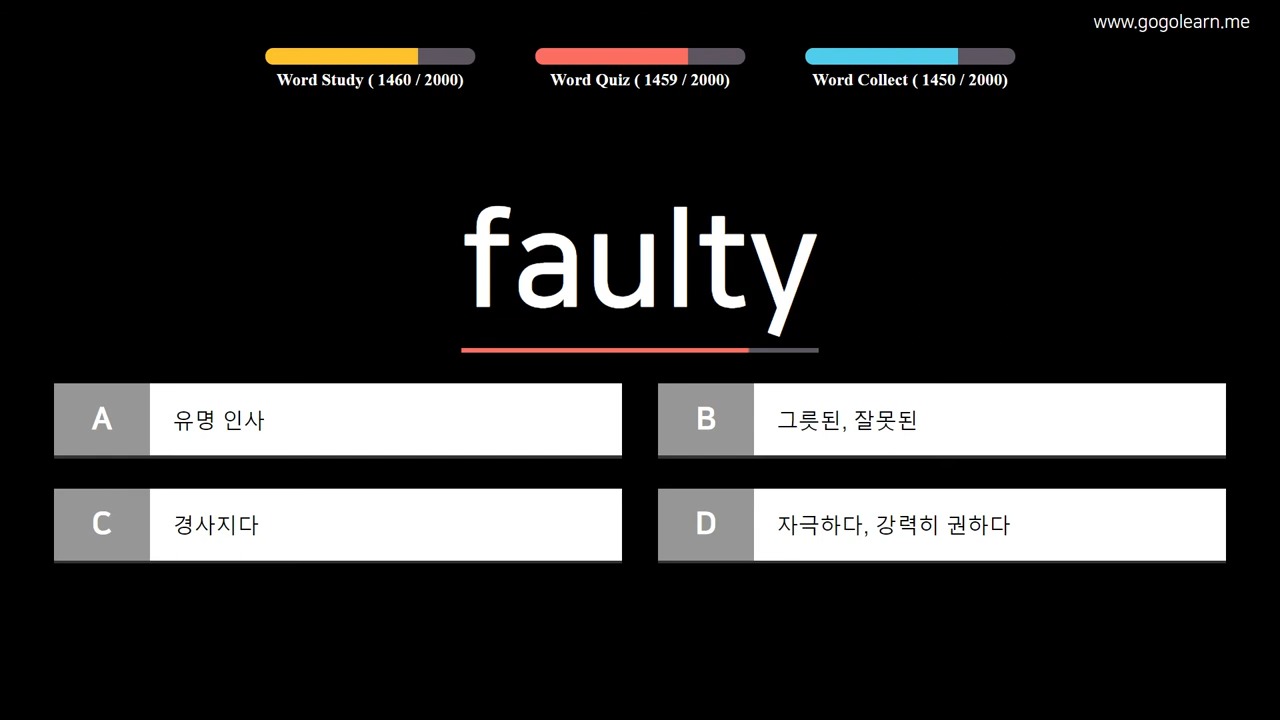 www.gogolearn.me
Word Study ( 1460 / 2000)
Word Quiz ( 1459 / 2000)
Word Collect ( 1450 / 2000)
faulty
A 유명 인사
B 그릇된, 잘못된
C 경사지다
D 자극하다, 강력히 권하다